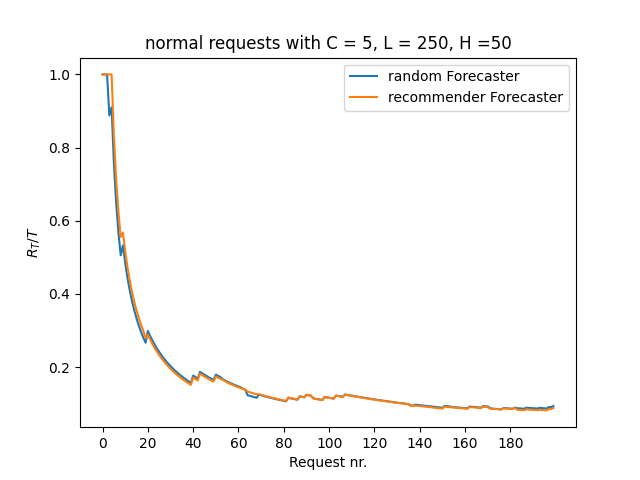 normal requests with C = 5, L = 250, H =50
random Forecaster
recommender Forecaster
1.0
0.8
0.6
0.4
0.2
R_T/T
0 20 40 60 80 100 120 140 160 180
Request nr.